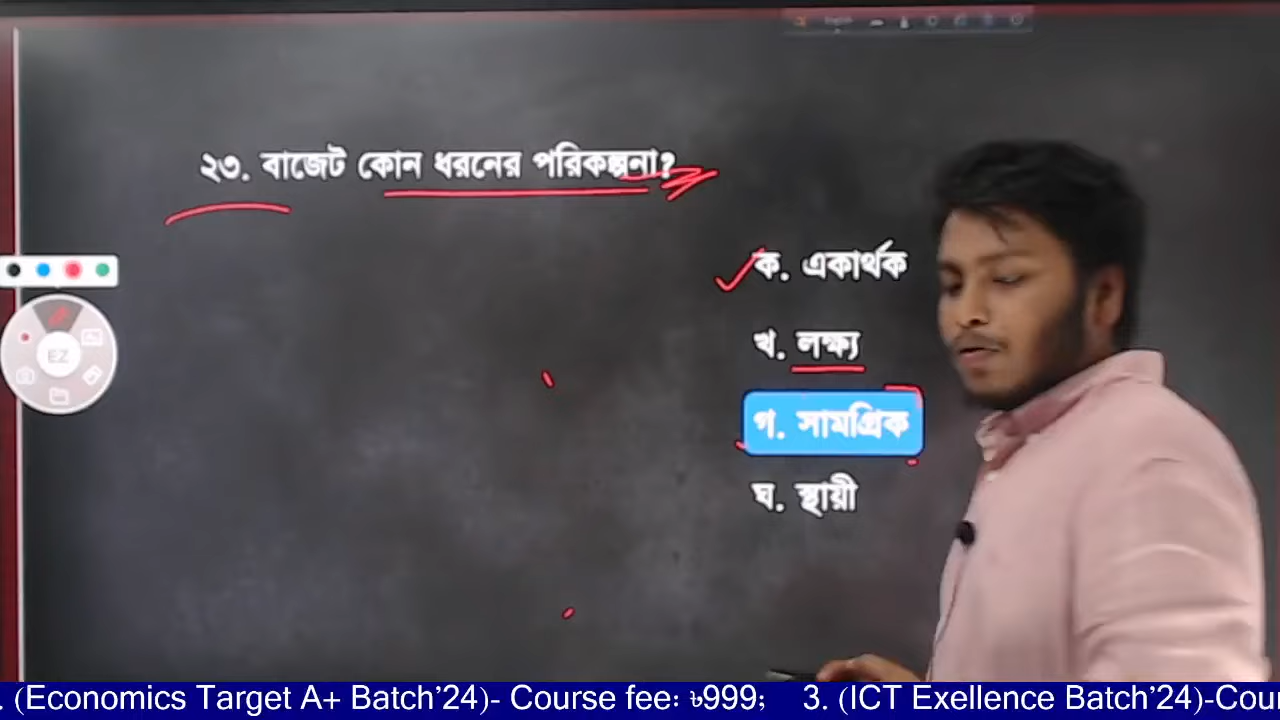 ২৩. বাজেট কোন ধরনের পরিকল্পনা?
ক. একার্থক
খ. লক্ষ্য
গ. সামগ্রিক
ঘ. স্থায়ী
EZ
. (Economics Target A+ Batch’24)- Course fee: ৳999; 3. (ICT Exellence Batch’24)-Cour